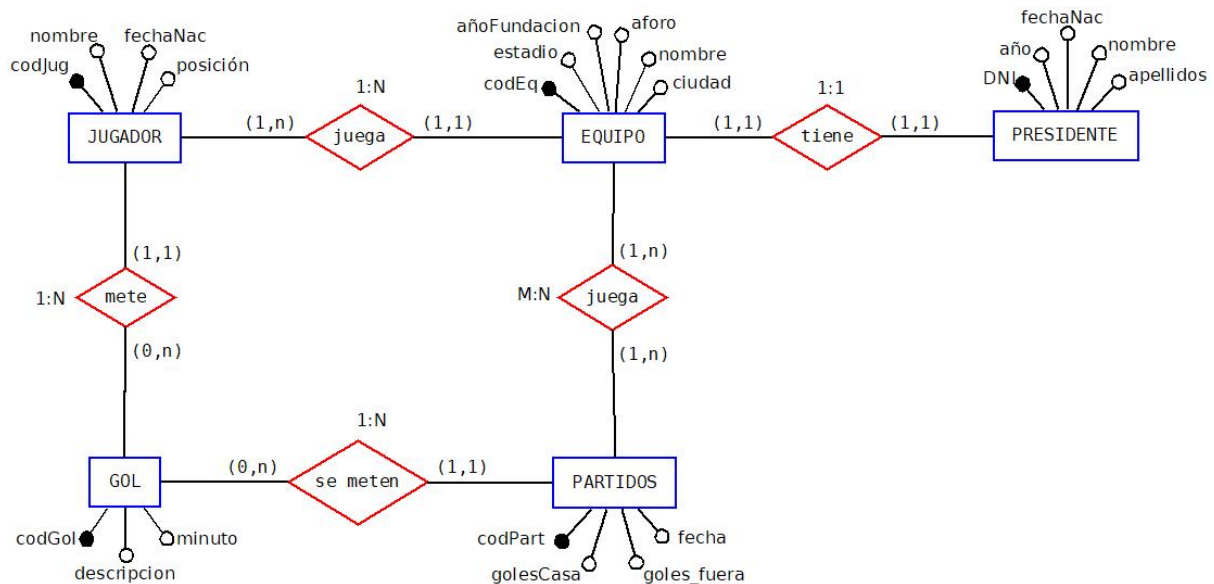 fechaNac
añoFundacion
aforo
nombre
fechaNac
estadio
nombre
año
nombre
codJug
posición
codEq
ciudad
DNI
apellidos
1:N
1:1
JUGADOR
(1,n)
juega
(1,1)
EQUIPO
(1,1)
tiene
(1,1)
PRESIDENTE
(1,1)
(1,n)
1:N
mete
M:N
juega
(0,n)
(1,n)
1:N
GOL
(0,n)
se meten
(1,1)
PARTIDOS
codGol
minuto
codPart
fecha
descripcion
golesCasa
goles_fuera